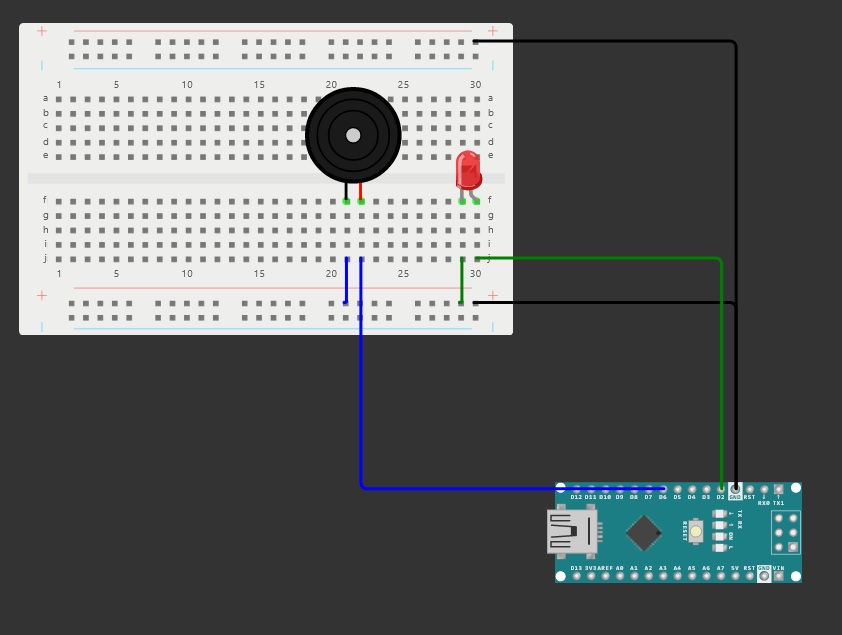 + +
1 5 10 15 20 25 30
a a
b b
c c
d d
e e
f f
g g
h h
i i
j j
1 5 10 15 20 25 30
+ +
D12 D11 D10 D9 D8 D7 D6 D5 D4 D3 D2 GND RST RX0 TX1
RESET
TX RX ON L
D13 3V3 AREF A0 A1 A2 A3 A4 A5 A6 A7 5V RST GND VIN